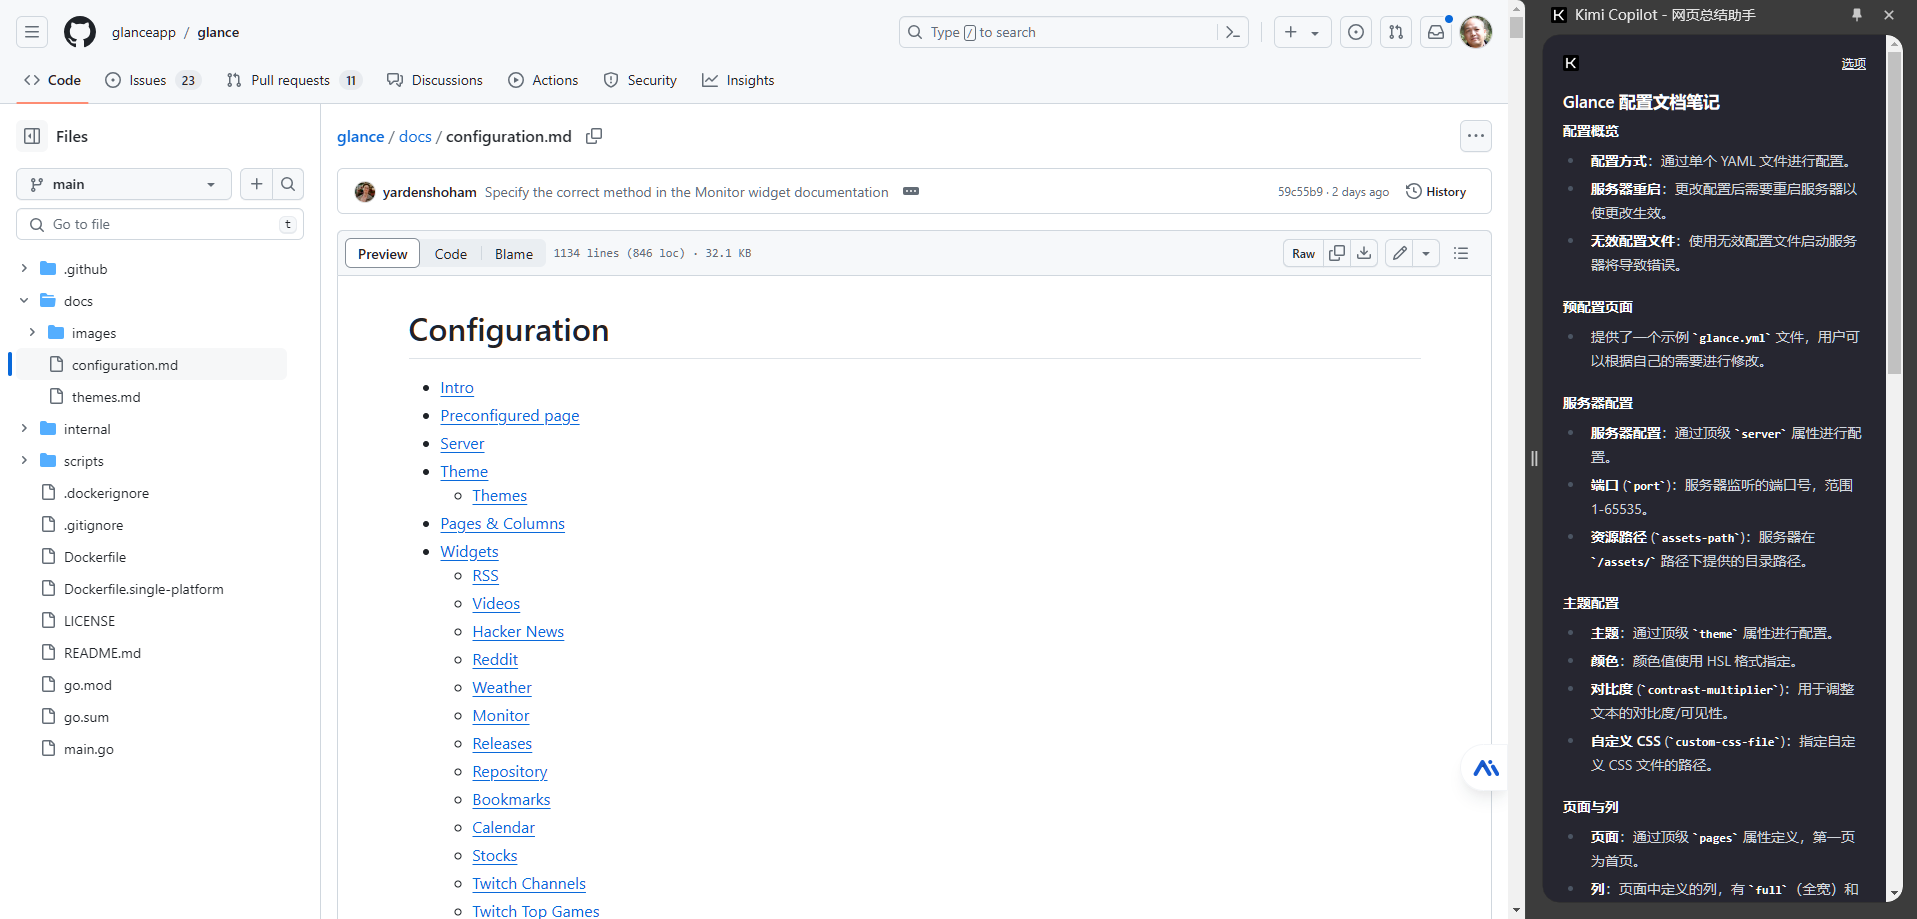 glanceapp / glance
Type / to search
Code
Issues 23
Pull requests 11
Discussions
Actions
Security
Insights
Files
main
Go to file
t
.github
docs
images
configuration.md
themes.md
internal
scripts
.dockerignore
.gitignore
Dockerfile
Dockerfile.single-platform
LICENSE
README.md
go.mod
go.sum
main.go
glance / docs / configuration.md
yardenshoham Specify the correct method in the Monitor widget documentation
59c55b9 · 2 days ago
History
Preview
Code
Blame
1134 lines (846 loc) · 32.1 KB
Raw
Configuration
Intro
Preconfigured page
Server
Theme
Themes
Pages & Columns
Widgets
RSS
Videos
Hacker News
Reddit
Weather
Monitor
Releases
Repository
Bookmarks
Calendar
Stocks
Twitch Channels
Twitch Top Games
Kimi Copilot - 网页总结助手
选项
Glance 配置文档笔记
配置概览
配置方式：通过单个 YAML 文件进行配置。
服务器重启：更改配置后需要重启服务器以
使更改生效。
无效配置文件：使用无效配置文件启动服务
器将导致错误。
预配置页面
提供了一个示例 `glance.yml` 文件，用户可
以根据自己的需要进行修改。
服务器配置
服务器配置：通过顶级 `server` 属性进行配
置。
端口 (`port`)：服务器监听的端口号，范围
1-65535。
资源路径 (`assets-path`)：服务器在
`/assets/` 路径下提供的目录路径。
主题配置
主题：通过顶级 `theme` 属性进行配置。
颜色：颜色值使用 HSL 格式指定。
对比度 (`contrast-multiplier`)：用于调整
文本的对比度/可见性。
自定义 CSS (`custom-css-file`)：指定自定
义 CSS 文件的路径。
页面与列
页面：通过顶级 `pages` 属性定义，第一页
为首页。
列：页面中定义的列，有 `full`（全宽）和